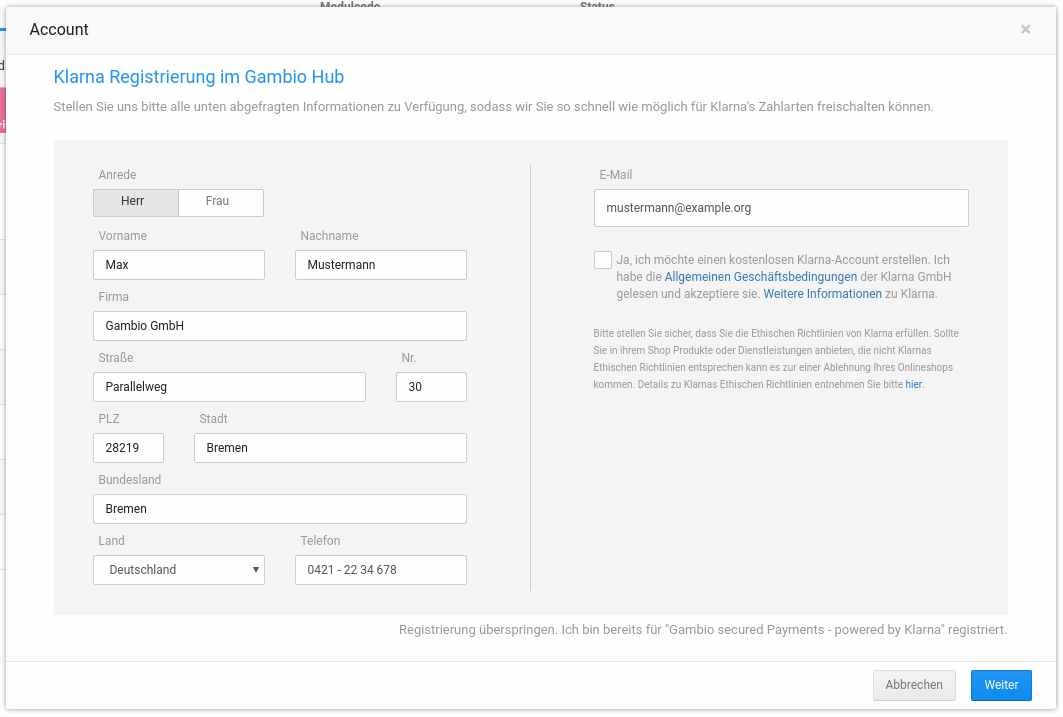 Modulcode Status
Account ×
Klarna Registrierung im Gambio Hub
Stellen Sie uns bitte alle unten abgefragten Informationen zu Verfügung, sodass wir Sie so schnell wie möglich für Klarna's Zahlarten freischalten können.
Anrede
Herr Frau
Vorname Nachname
Max Mustermann
Firma
Gambio GmbH
Straße Nr.
Parallelweg 30
PLZ Stadt
28219 Bremen
Bundesland
Bremen
Land Telefon
Deutschland 0421 - 22 34 678
E-Mail
mustermann@example.org
Ja, ich möchte einen kostenlosen Klarna-Account erstellen. Ich
habe die Allgemeinen Geschäftsbedingungen der Klarna GmbH
gelesen und akzeptiere sie. Weitere Informationen zu Klarna.
Bitte stellen Sie sicher, dass Sie die Ethischen Richtlinien von Klarna erfüllen. Sollte
Sie in ihrem Shop Produkte oder Dienstleistungen anbieten, die nicht Klarnas
Ethischen Richtlinien entsprechen kann es zur einer Ablehnung Ihres Onlineshops
kommen. Details zu Klarnas Ethischen Richtlinien entnehmen Sie bitte hier.
Registrierung überspringen. Ich bin bereits für "Gambio secured Payments - powered by Klarna" registriert.
Abbrechen Weiter